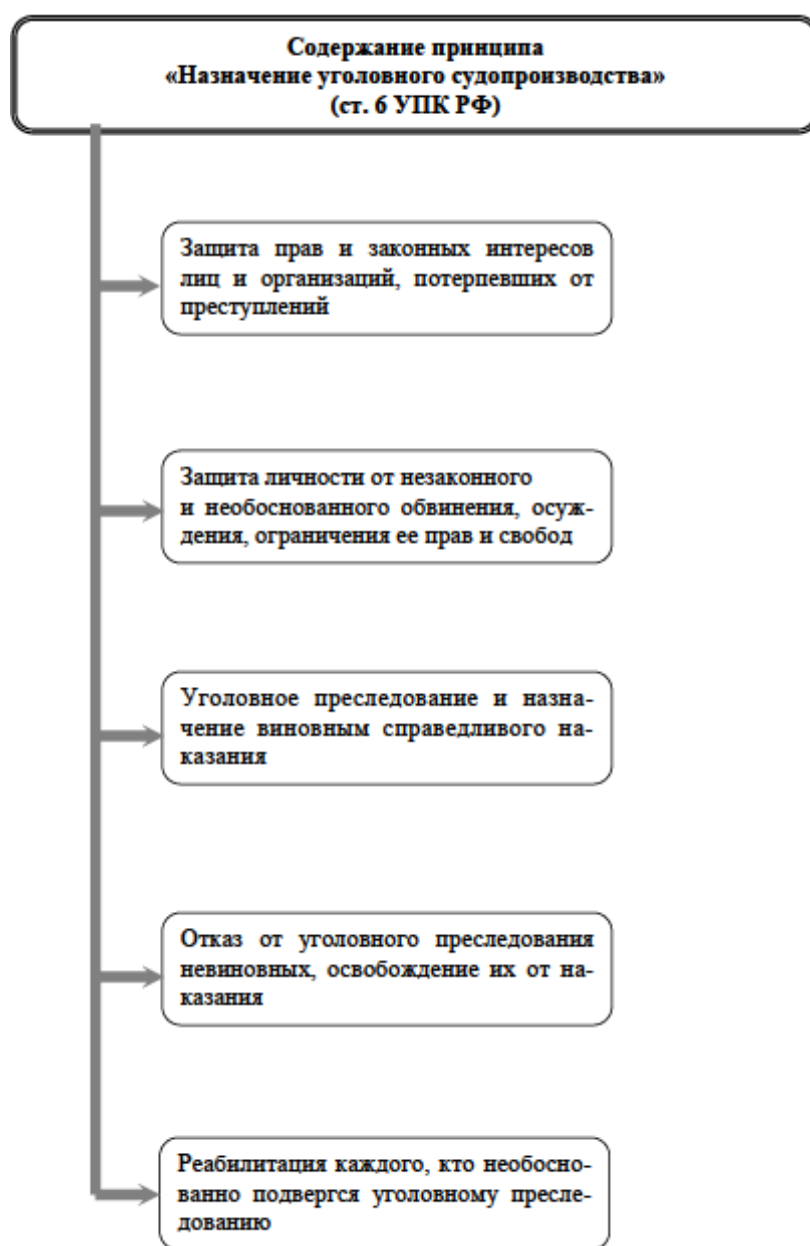 Содержание принципа
«Назначение уголовного судопроизводства»
(ст. 6 УПК РФ)
Защита прав и законных интересов
лиц и организаций, потерпевших от
преступлений
Защита личности от незаконного
и необоснованного обвинения, осуж-
дения, ограничения ее прав и свобод
Уголовное преследование и назна-
чение виновным справедливого на-
казания
Отказ от уголовного преследования
невиновных, освобождение их от на-
казания
Реабилитация каждого, кто необосно-
ванно подвергся уголовному пресле-
дованию